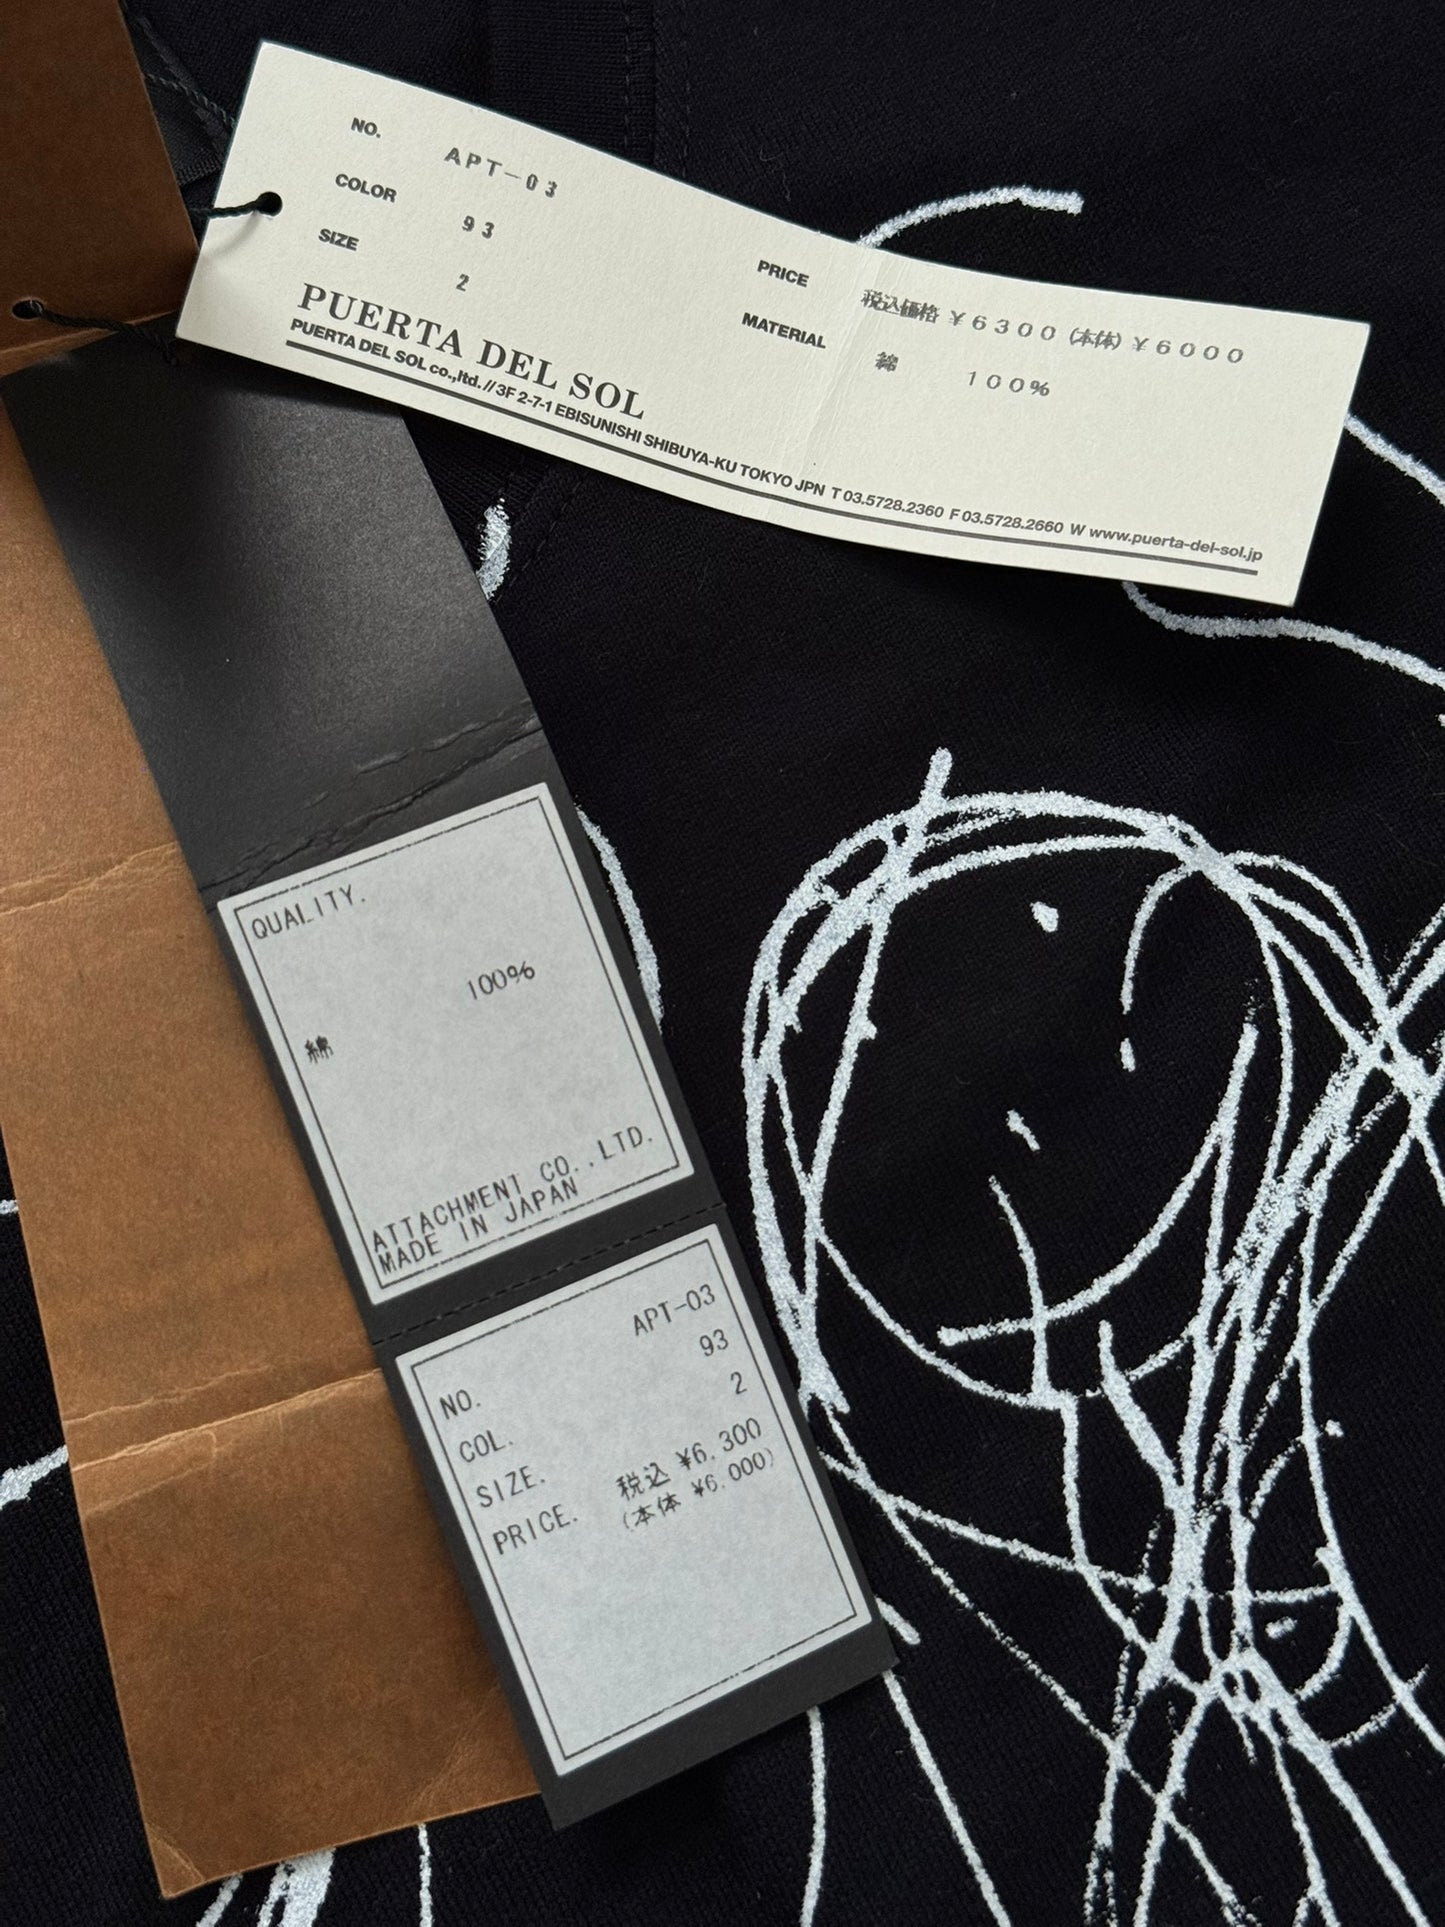 NO. APT-03
COLOR 93
SIZE 2
PRICE 税込価格 ¥6300 (本体) ¥6000
MATERIAL 綿 100%
PUERTA DEL SOL
PUERTA DEL SOL co.,ltd. // 3F 2-7-1 EBISUNISHI SHIBUYA-KU TOKYO JPN T 03.5728.2360 F 03.5728.2660 W www.puerta-del-sol.jp
QUALITY.
綿 100%
ATTACHMENT CO.,LTD.
MADE IN JAPAN
NO. APT-03
COL. 93
SIZE. 2
PRICE. 税込 ¥6,300
(本体 ¥6,000)